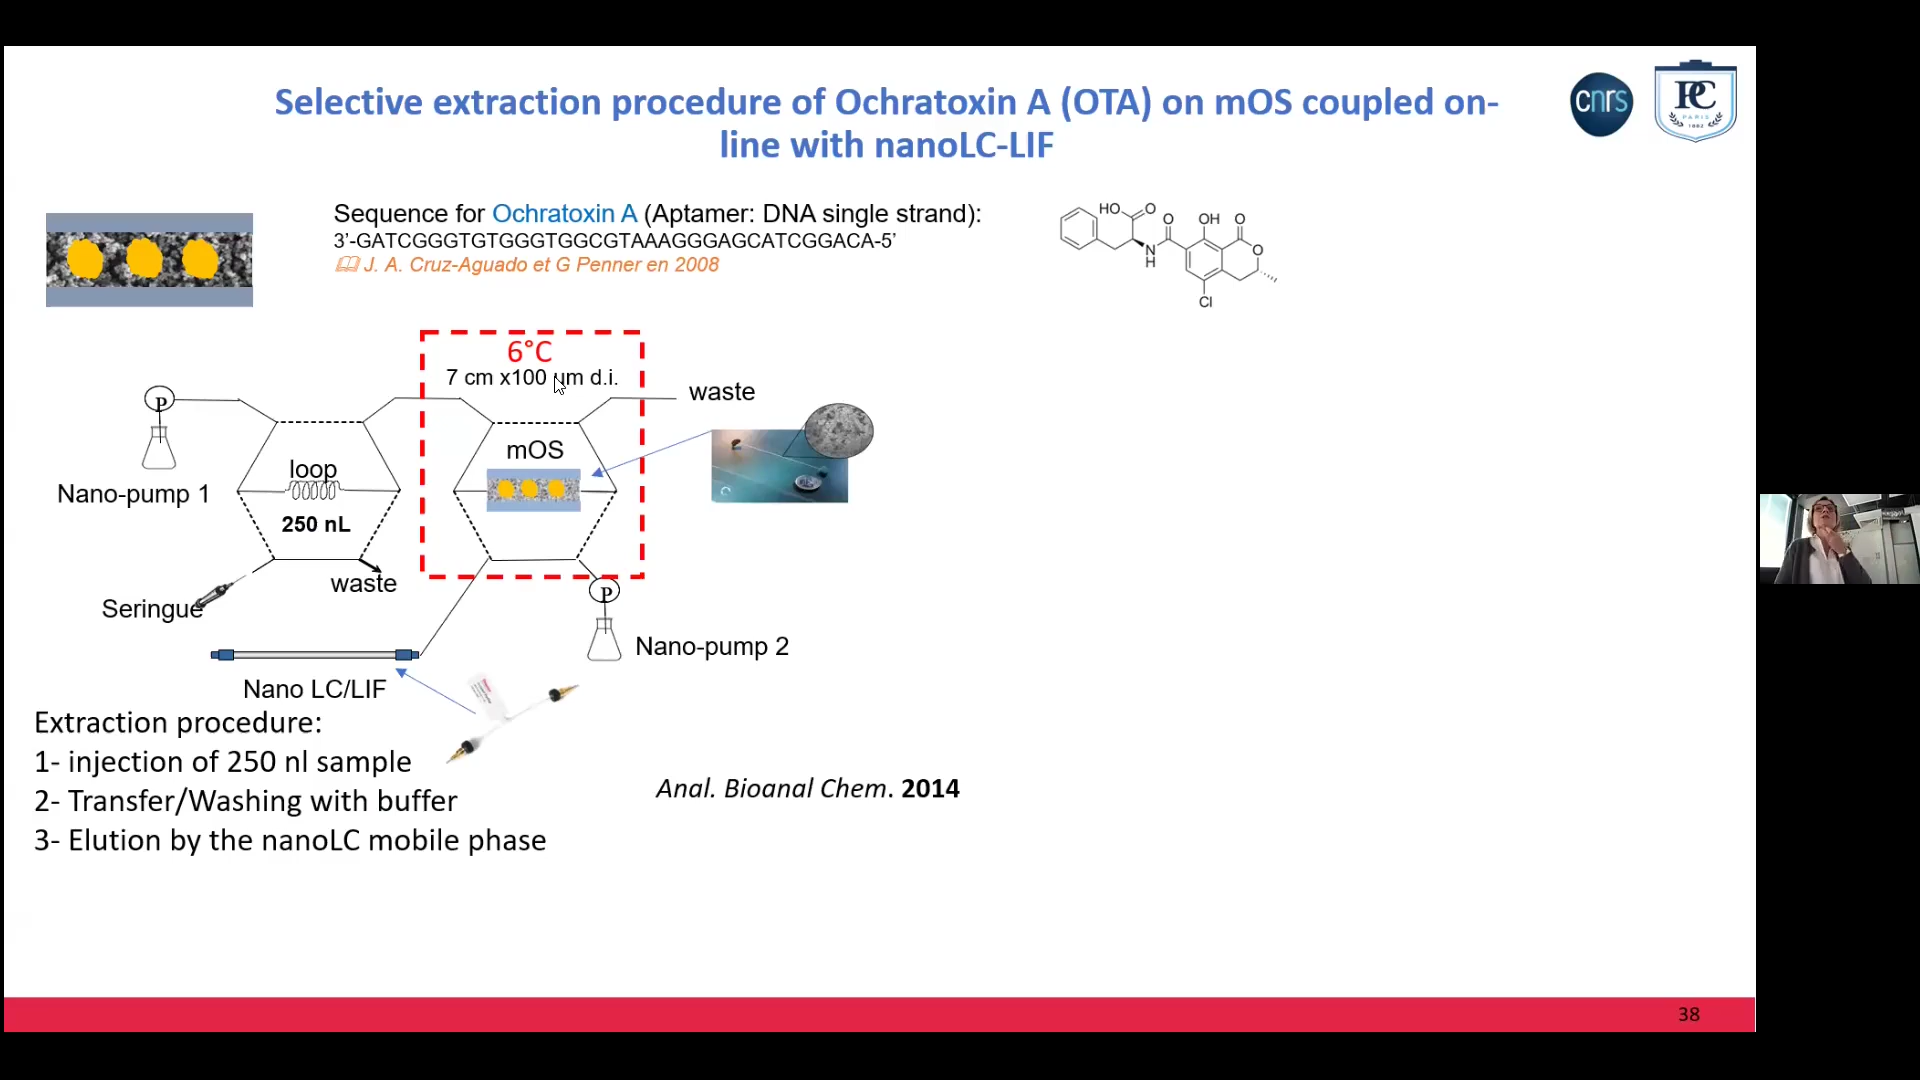 Selective extraction procedure of Ochratoxin A (OTA) on mOS coupled on-
line with nanoLC-LIF
cnrs
PC
PARIS
1882
Sequence for Ochratoxin A (Aptamer: DNA single strand):
3’-GATCGGGTGTGGGTGGCGTAAAGGGAGCATCGGACA-5’
J. A. Cruz-Aguado et G Penner en 2008
HO
O
O
OH
O
N
H
O
Cl
6°C
7 cm x100 µm d.i.
waste
P
mOS
loop
Nano-pump 1
250 nL
waste
Seringue
P
Nano-pump 2
Nano LC/LIF
Extraction procedure:
1- injection of 250 nl sample
2- Transfer/Washing with buffer
3- Elution by the nanoLC mobile phase
Anal. Bioanal Chem. 2014
38